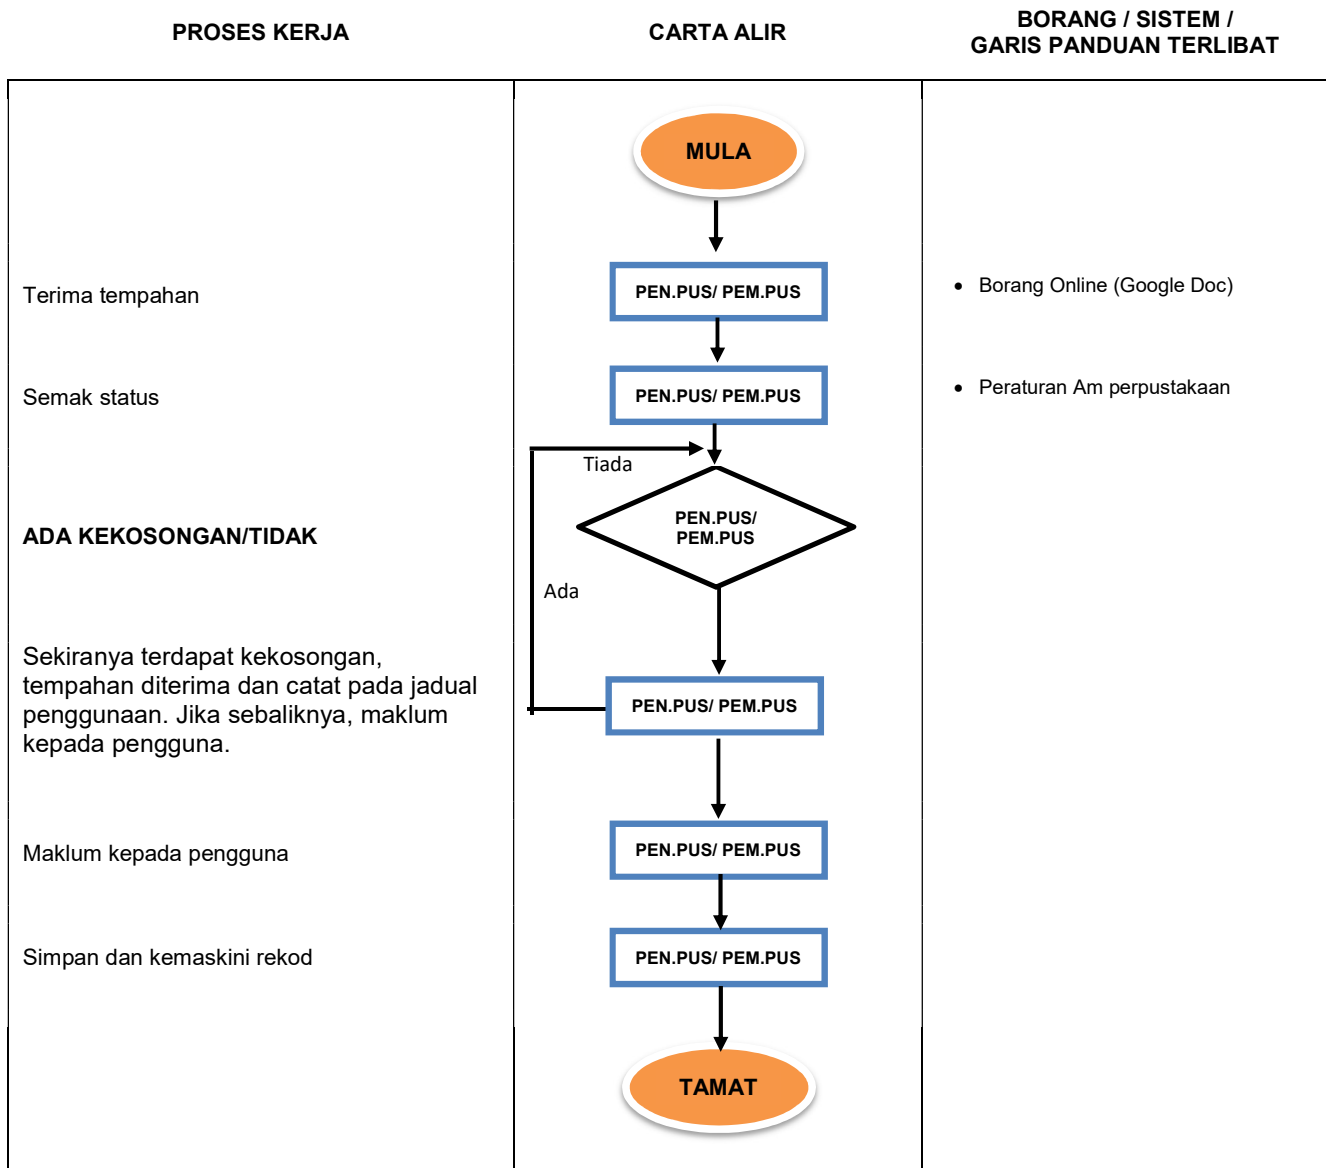 PROSES KERJA
CARTA ALIR
BORANG / SISTEM /
GARIS PANDUAN TERLIBAT
MULA
Terima tempahan
PEN.PUS/ PEM.PUS
• Borang Online (Google Doc)
Semak status
PEN.PUS/ PEM.PUS
• Peraturan Am perpustakaan
Tiada
ADA KEKOSONGAN/TIDAK
PEN.PUS/
PEM.PUS
Ada
Sekiranya terdapat kekosongan,
tempahan diterima dan catat pada jadual
penggunaan. Jika sebaliknya, maklum
kepada pengguna.
PEN.PUS/ PEM.PUS
Maklum kepada pengguna
PEN.PUS/ PEM.PUS
Simpan dan kemaskini rekod
PEN.PUS/ PEM.PUS
TAMAT